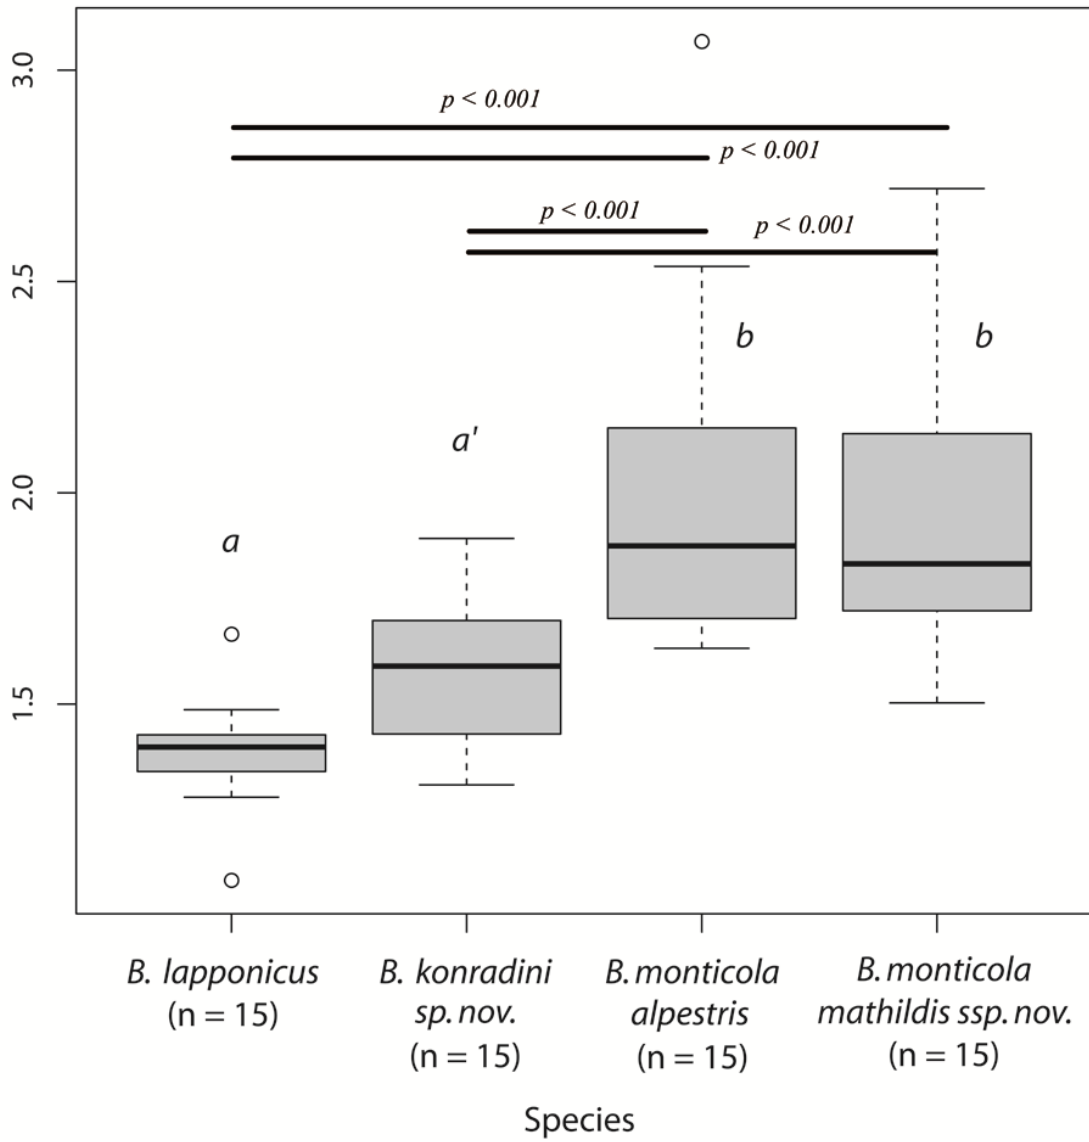 3.0
p < 0.001
p < 0.001
p < 0.001
p < 0.001
2.5
b
b
a'
2.0
a
1.5
B. lapponicus
(n = 15)
B. konradini
sp. nov.
(n = 15)
B. monticola
alpestris
(n = 15)
B. monticola
mathildis ssp. nov.
(n = 15)
Species